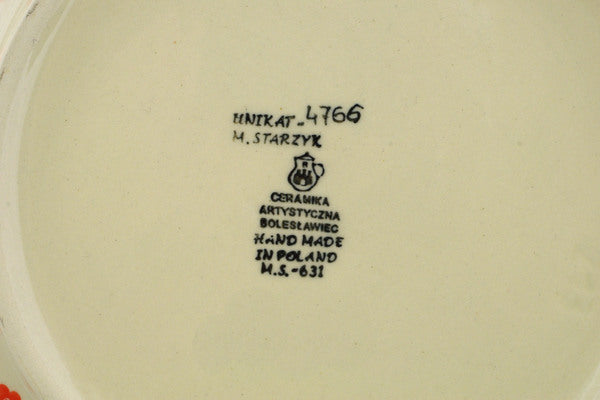 UNIKAT-4766
M. STARZYK
R
CERAMIKA
ARTYSTYCZNA
BOLESŁAWIEC
HAND MADE
IN POLAND
M.S.-631